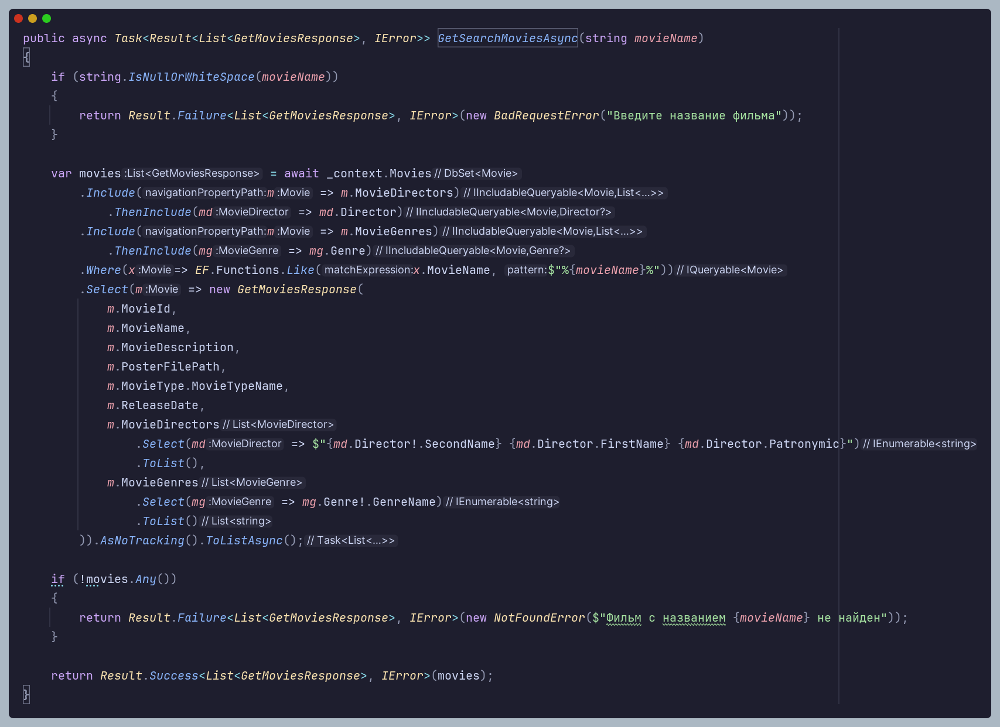 public async Task<Result<List<GetMoviesResponse>, IError>> GetSearchMoviesAsync(string movieName)
{
    if (string.IsNullOrWhiteSpace(movieName))
    {
        return Result.Failure<List<GetMoviesResponse>, IError>(new BadRequestError("Введите название фильма"));
    }

    var movies :List<GetMoviesResponse> = await _context.Movies // DbSet<Movie>
        .Include( navigationPropertyPath: m :Movie => m.MovieDirectors) // IIncludableQueryable<Movie,List<...>>
            .ThenInclude(md :MovieDirector => md.Director) // IIncludableQueryable<Movie,Director?>
        .Include( navigationPropertyPath: m :Movie => m.MovieGenres) // IIncludableQueryable<Movie,List<...>>
            .ThenInclude(mg :MovieGenre => mg.Genre) // IIncludableQueryable<Movie,Genre?>
        .Where(x :Movie => EF.Functions.Like( matchExpression: x.MovieName, pattern: $"%{movieName}%")) // IQueryable<Movie>
        .Select(m :Movie => new GetMoviesResponse(
            m.MovieId,
            m.MovieName,
            m.MovieDescription,
            m.PosterFilePath,
            m.MovieType.MovieTypeName,
            m.ReleaseDate,
            m.MovieDirectors // List<MovieDirector>
                .Select(md :MovieDirector => $"{md.Director!.SecondName} {md.Director.FirstName} {md.Director.Patronymic}") // IEnumerable<string>
                .ToList(),
            m.MovieGenres // List<MovieGenre>
                .Select(mg :MovieGenre => mg.Genre!.GenreName) // IEnumerable<string>
                .ToList() // List<string>
        )).AsNoTracking().ToListAsync(); // Task<List<...>>

    if (!movies.Any())
    {
        return Result.Failure<List<GetMoviesResponse>, IError>(new NotFoundError($"Фильм с названием {movieName} не найден"));
    }

    return Result.Success<List<GetMoviesResponse>, IError>(movies);
}